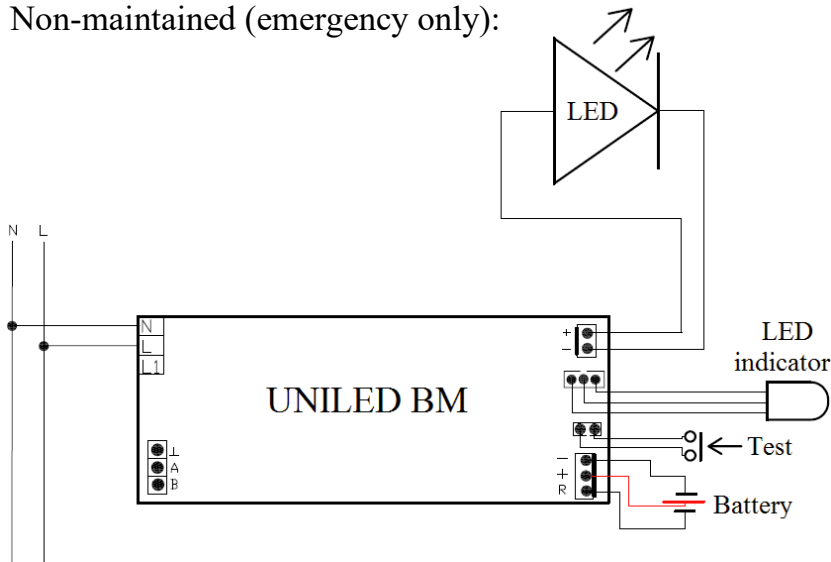 Non-maintained (emergency only):
LED
N L
N
L
L1
+
−
LED
indicator
UNILED BM
Test
⊥
A
B
−
+
R
Battery